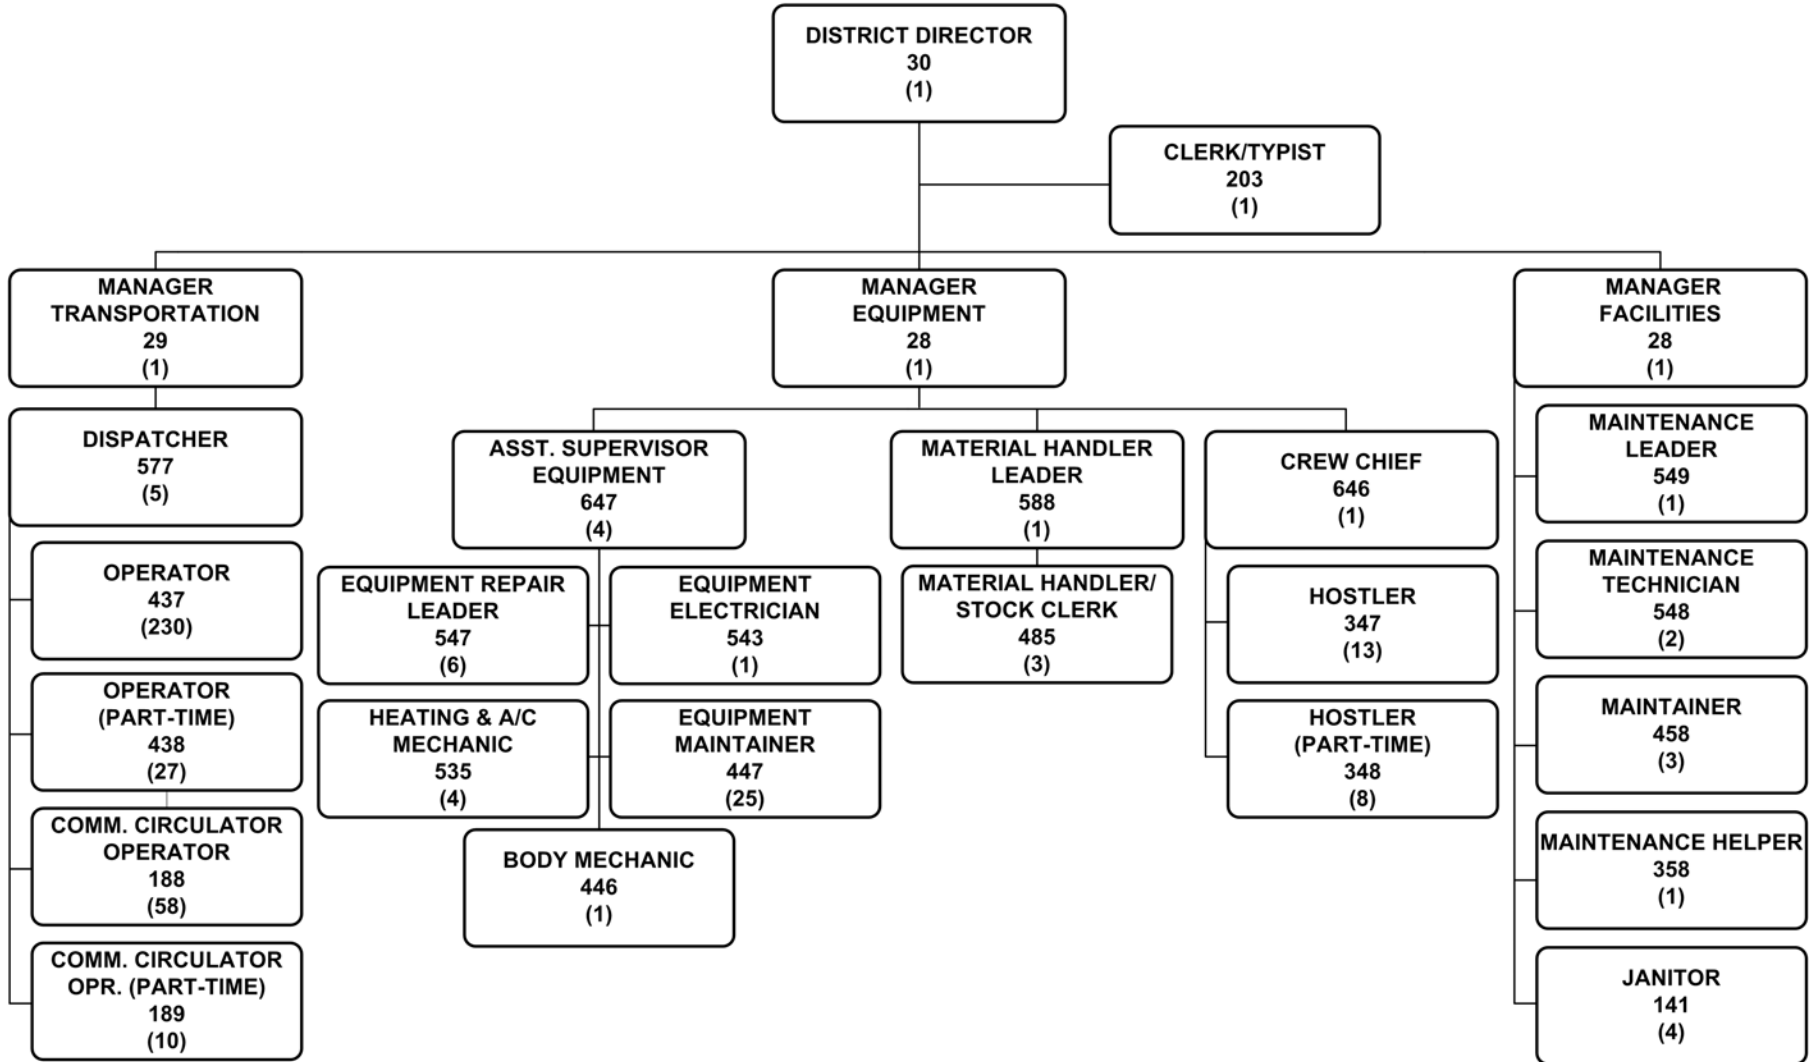 DISTRICT DIRECTOR
30
(1)
CLERK/TYPIST
203
(1)
MANAGER
TRANSPORTATION
29
(1)
DISPATCHER
577
(5)
OPERATOR
437
(230)
OPERATOR
(PART-TIME)
438
(27)
COMM. CIRCULATOR
OPERATOR
188
(58)
COMM. CIRCULATOR
OPR. (PART-TIME)
189
(10)
MANAGER
EQUIPMENT
28
(1)
ASST. SUPERVISOR
EQUIPMENT
647
(4)
EQUIPMENT REPAIR
LEADER
547
(6)
EQUIPMENT
ELECTRICIAN
543
(1)
HEATING & A/C
MECHANIC
535
(4)
EQUIPMENT
MAINTAINER
447
(25)
BODY MECHANIC
446
(1)
MATERIAL HANDLER
LEADER
588
(1)
MATERIAL HANDLER/
STOCK CLERK
485
(3)
CREW CHIEF
646
(1)
HOSTLER
347
(13)
HOSTLER
(PART-TIME)
348
(8)
MANAGER
FACILITIES
28
(1)
MAINTENANCE
LEADER
549
(1)
MAINTENANCE
TECHNICIAN
548
(2)
MAINTAINER
458
(3)
MAINTENANCE HELPER
358
(1)
JANITOR
141
(4)